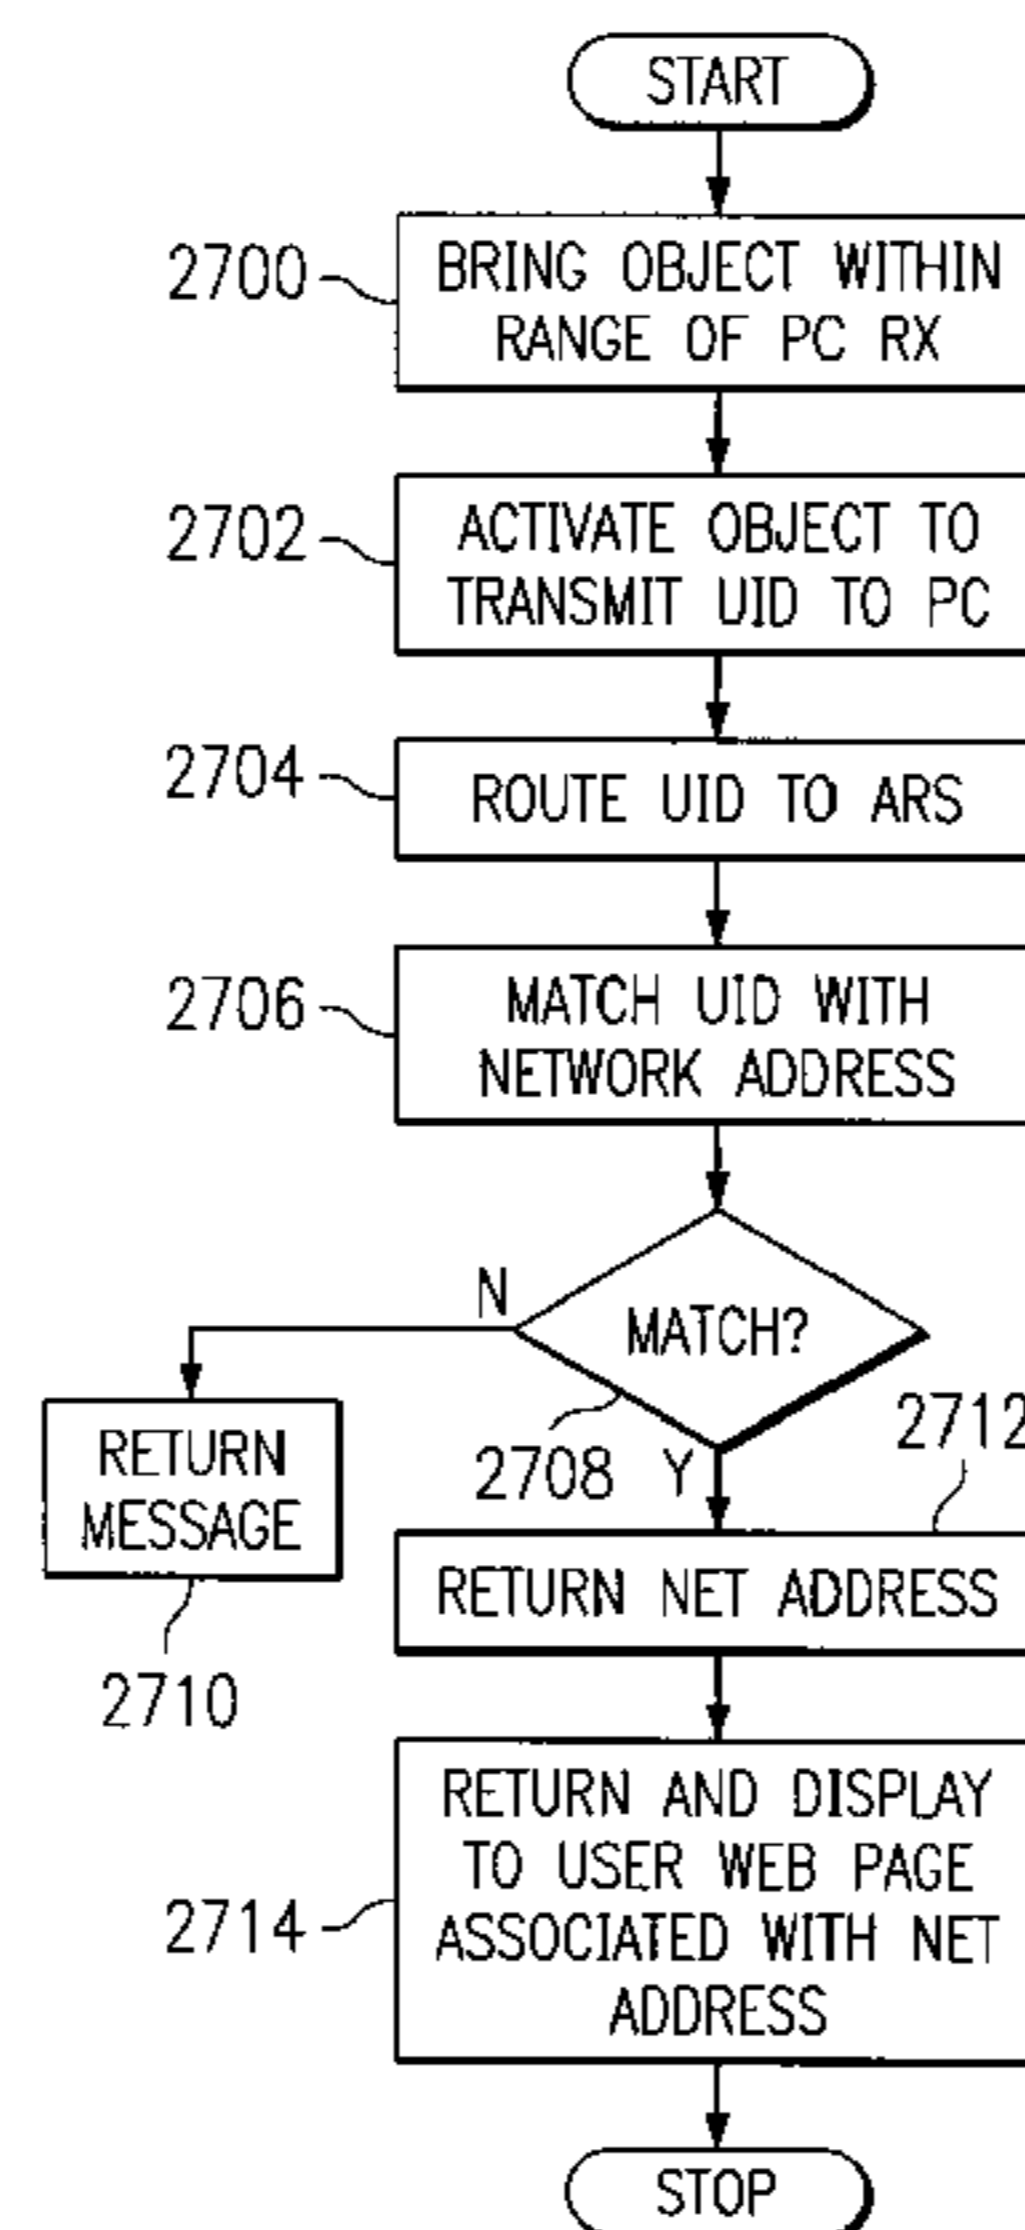 START
2700
BRING OBJECT WITHIN
RANGE OF PC RX
2702
ACTIVATE OBJECT TO
TRANSMIT UID TO PC
2704
ROUTE UID TO ARS
2706
MATCH UID WITH
NETWORK ADDRESS
N
MATCH?
2708
Y
2712
RETURN
MESSAGE
2710
RETURN NET ADDRESS
2714
RETURN AND DISPLAY
TO USER WEB PAGE
ASSOCIATED WITH NET
ADDRESS
STOP